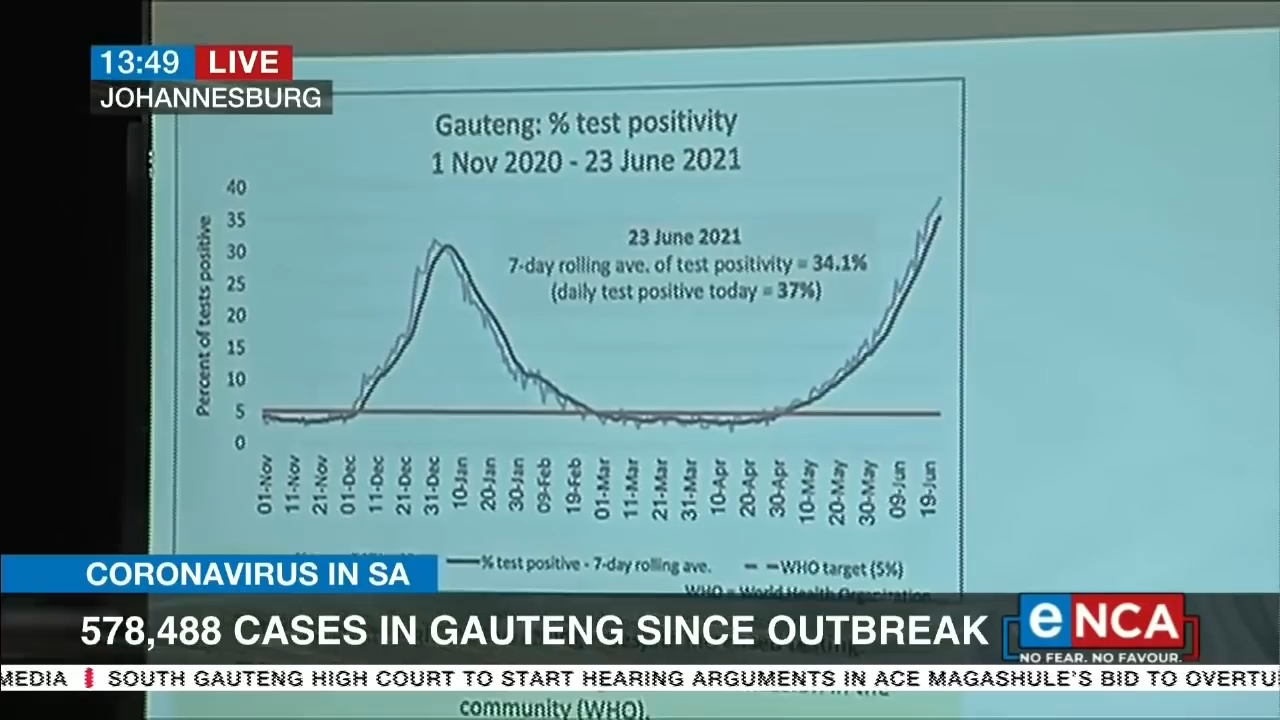 13:49 LIVE
JOHANNESBURG
Gauteng: % test positivity
1 Nov 2020 - 23 June 2021
Percent of tests positive
40
35
30
25
20
15
10
5
0
23 June 2021
7-day rolling ave. of test positivity = 34.1%
(daily test positive today = 37%)
01-Nov
11-Nov
21-Nov
01-Dec
11-Dec
21-Dec
31-Dec
10-Jan
20-Jan
30-Jan
09-Feb
19-Feb
01-Mar
11-Mar
21-Mar
31-Mar
10-Apr
20-Apr
30-Apr
10-May
20-May
30-May
09-Jun
19-Jun
% test positive - 7-day rolling ave.
WHO target (5%)
WHO = World Health Organization
CORONAVIRUS IN SA
578,488 CASES IN GAUTENG SINCE OUTBREAK
eNCA
NO FEAR. NO FAVOUR.
MEDIA SOUTH GAUTENG HIGH COURT TO START HEARING ARGUMENTS IN ACE MAGASHULE'S BID TO OVERTU
community (WHO).